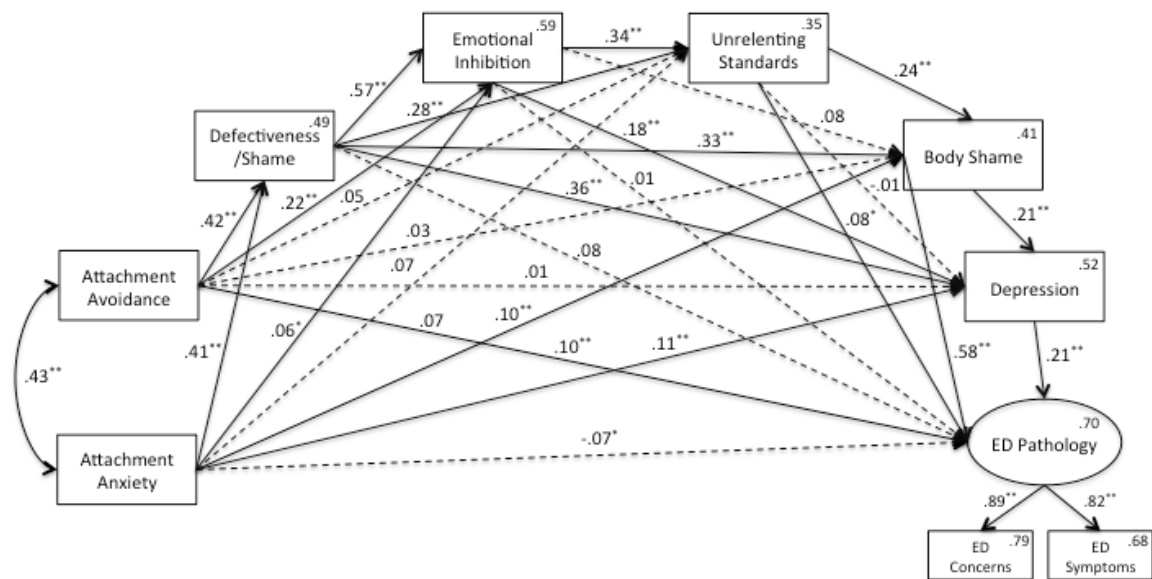 .59
Emotional
Inhibition
.34**
.35
Unrelenting
Standards
.57**
.24**
.28**
.08
.49
Defectiveness
/Shame
.18**
.33**
.41
Body Shame
.42**
.22**
.05
.36**
.01
-.01
.08*
.21**
.03
.08
Attachment
Avoidance
.07
.01
.52
Depression
.06*
.10**
.07
.10**
.11**
.41**
.58**
.21**
.43**
Attachment
Anxiety
-.07*
.70
ED Pathology
.89**
.82**
ED
Concerns
.79
ED
Symptoms
.68